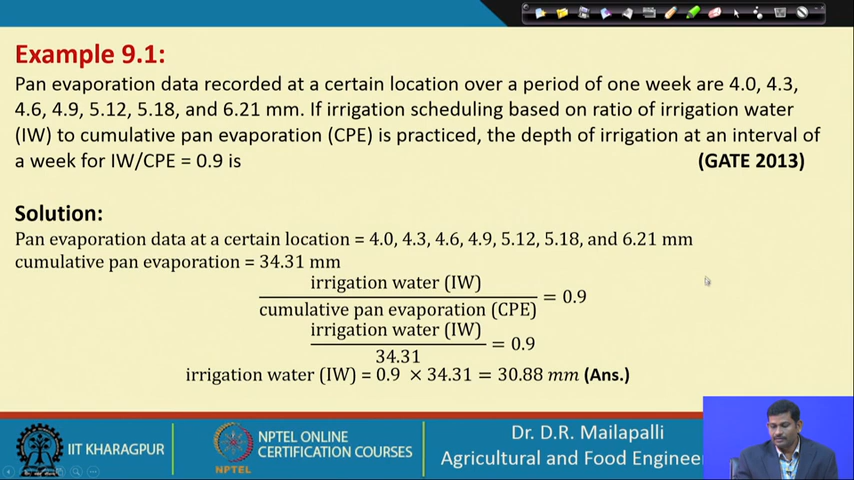 Example 9.1:
Pan evaporation data recorded at a certain location over a period of one week are 4.0, 4.3,
4.6, 4.9, 5.12, 5.18, and 6.21 mm. If irrigation scheduling based on ratio of irrigation water
(IW) to cumulative pan evaporation (CPE) is practiced, the depth of irrigation at an interval of
a week for IW/CPE = 0.9 is (GATE 2013)
Solution:
Pan evaporation data at a certain location = 4.0, 4.3, 4.6, 4.9, 5.12, 5.18, and 6.21 mm
cumulative pan evaporation = 34.31 mm
irrigation water (IW)
cumulative pan evaporation (CPE) = 0.9
irrigation water (IW)
34.31 = 0.9
irrigation water (IW) = 0.9 × 34.31 = 30.88 mm (Ans.)
IIT KHARAGPUR
NPTEL
NPTEL ONLINE
CERTIFICATION COURSES
Dr. D.R. Mailapalli
Agricultural and Food Enginee